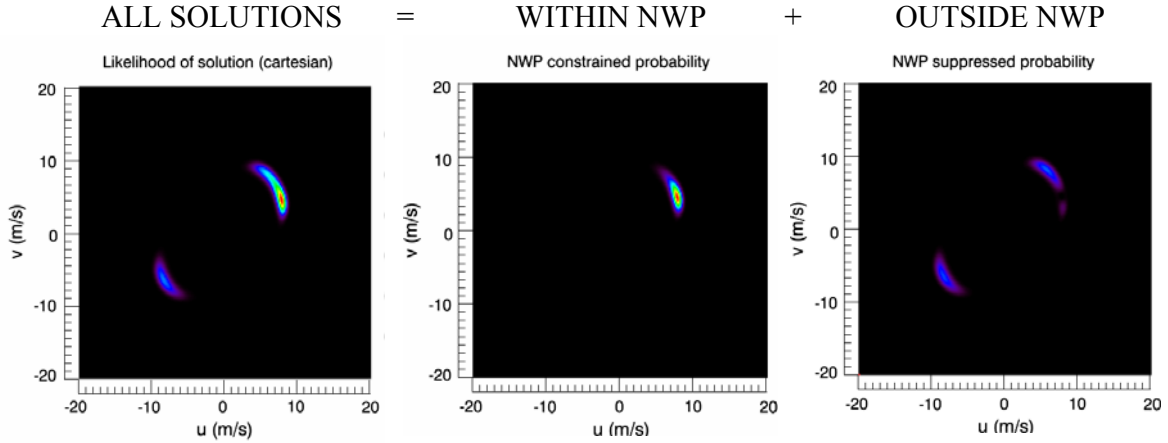 ALL SOLUTIONS = WITHIN NWP + OUTSIDE NWP
Likelihood of solution (cartesian)
NWP constrained probability
NWP suppressed probability
20
10
0
-10
-20
v (m/s)
-20 -10 0 10 20
u (m/s)
20
10
0
-10
-20
v (m/s)
-20 -10 0 10 20
u (m/s)
20
10
0
-10
-20
v (m/s)
-20 -10 0 10 20
u (m/s)